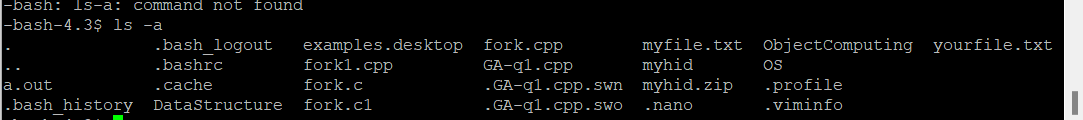 -bash: ls-a: command not found
-bash-4.3$ ls -a
. .bash_logout examples.desktop fork.cpp myfile.txt ObjectComputing yourfile.txt
.. .bashrc fork1.cpp GA-q1.cpp myhid OS
a.out .cache fork.c .GA-q1.cpp.swn myhid.zip .profile
.bash_history DataStructure fork.c1 .GA-q1.cpp.swo .nano .viminfo